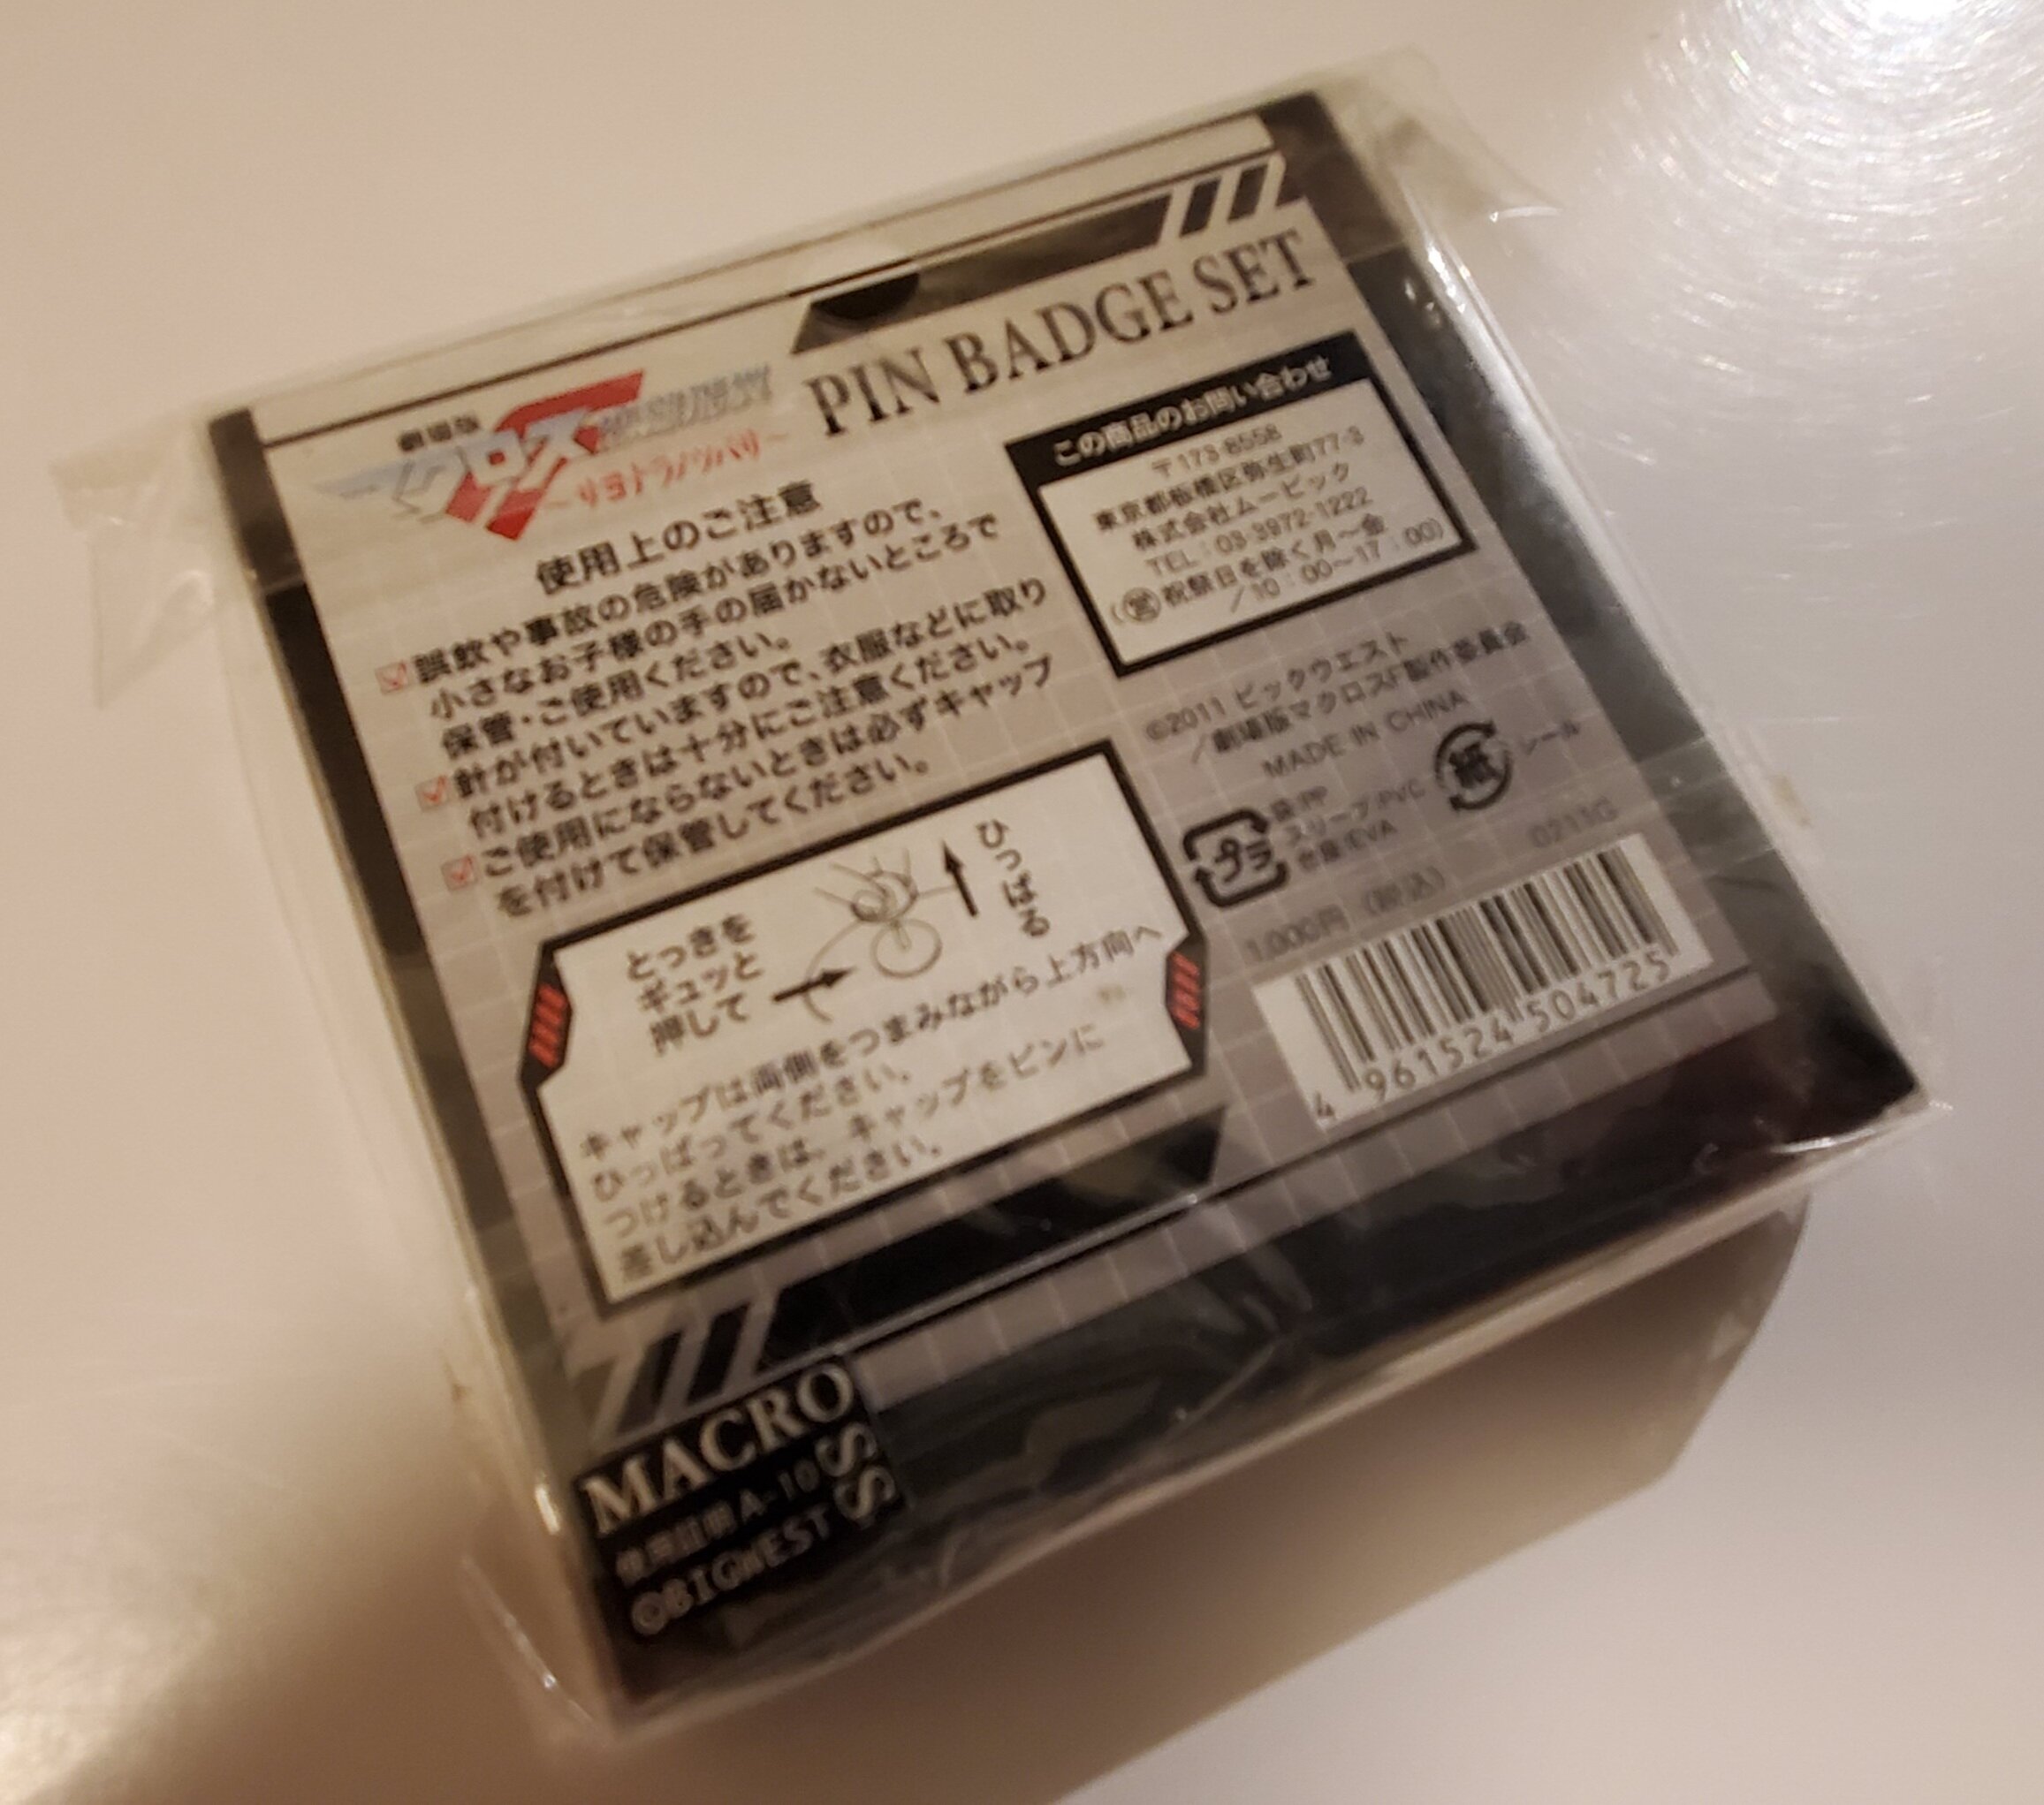 PIN BADGE SET
劇場版
マクロスF
〜サヨナラノツバサ〜
使用上のご注意
誤飲や事故の危険がありますので、
小さなお子様の手の届かないところで
保管・ご使用ください。
針が付いていますので、衣服などに取り
付けるときは十分にご注意ください。
ご使用にならないときは必ずキャップ
を付けて保管してください。
とっきを
ギュッと
押して
ひっぱる
キャップは両側をつまみながら上方向へ
ひっぱってください。
つけるときは、キャップをピンに
差し込んでください。
この商品のお問い合わせ
〒173-8558
東京都板橋区弥生町77-3
株式会社ムービック
TEL:03-3972-1222
(営 祝祭日を除く月〜金
/10:00〜17:00)
©2011 ビックウエスト
/劇場版マクロスF製作委員会
MADE IN CHINA
プラ
袋:PP
スリーブ:PVC
台座:EVA
紙
シール
0211G
1,000円(税込)
4 961524 504725
MACROSS
使用証明 A-10
©BIGWEST